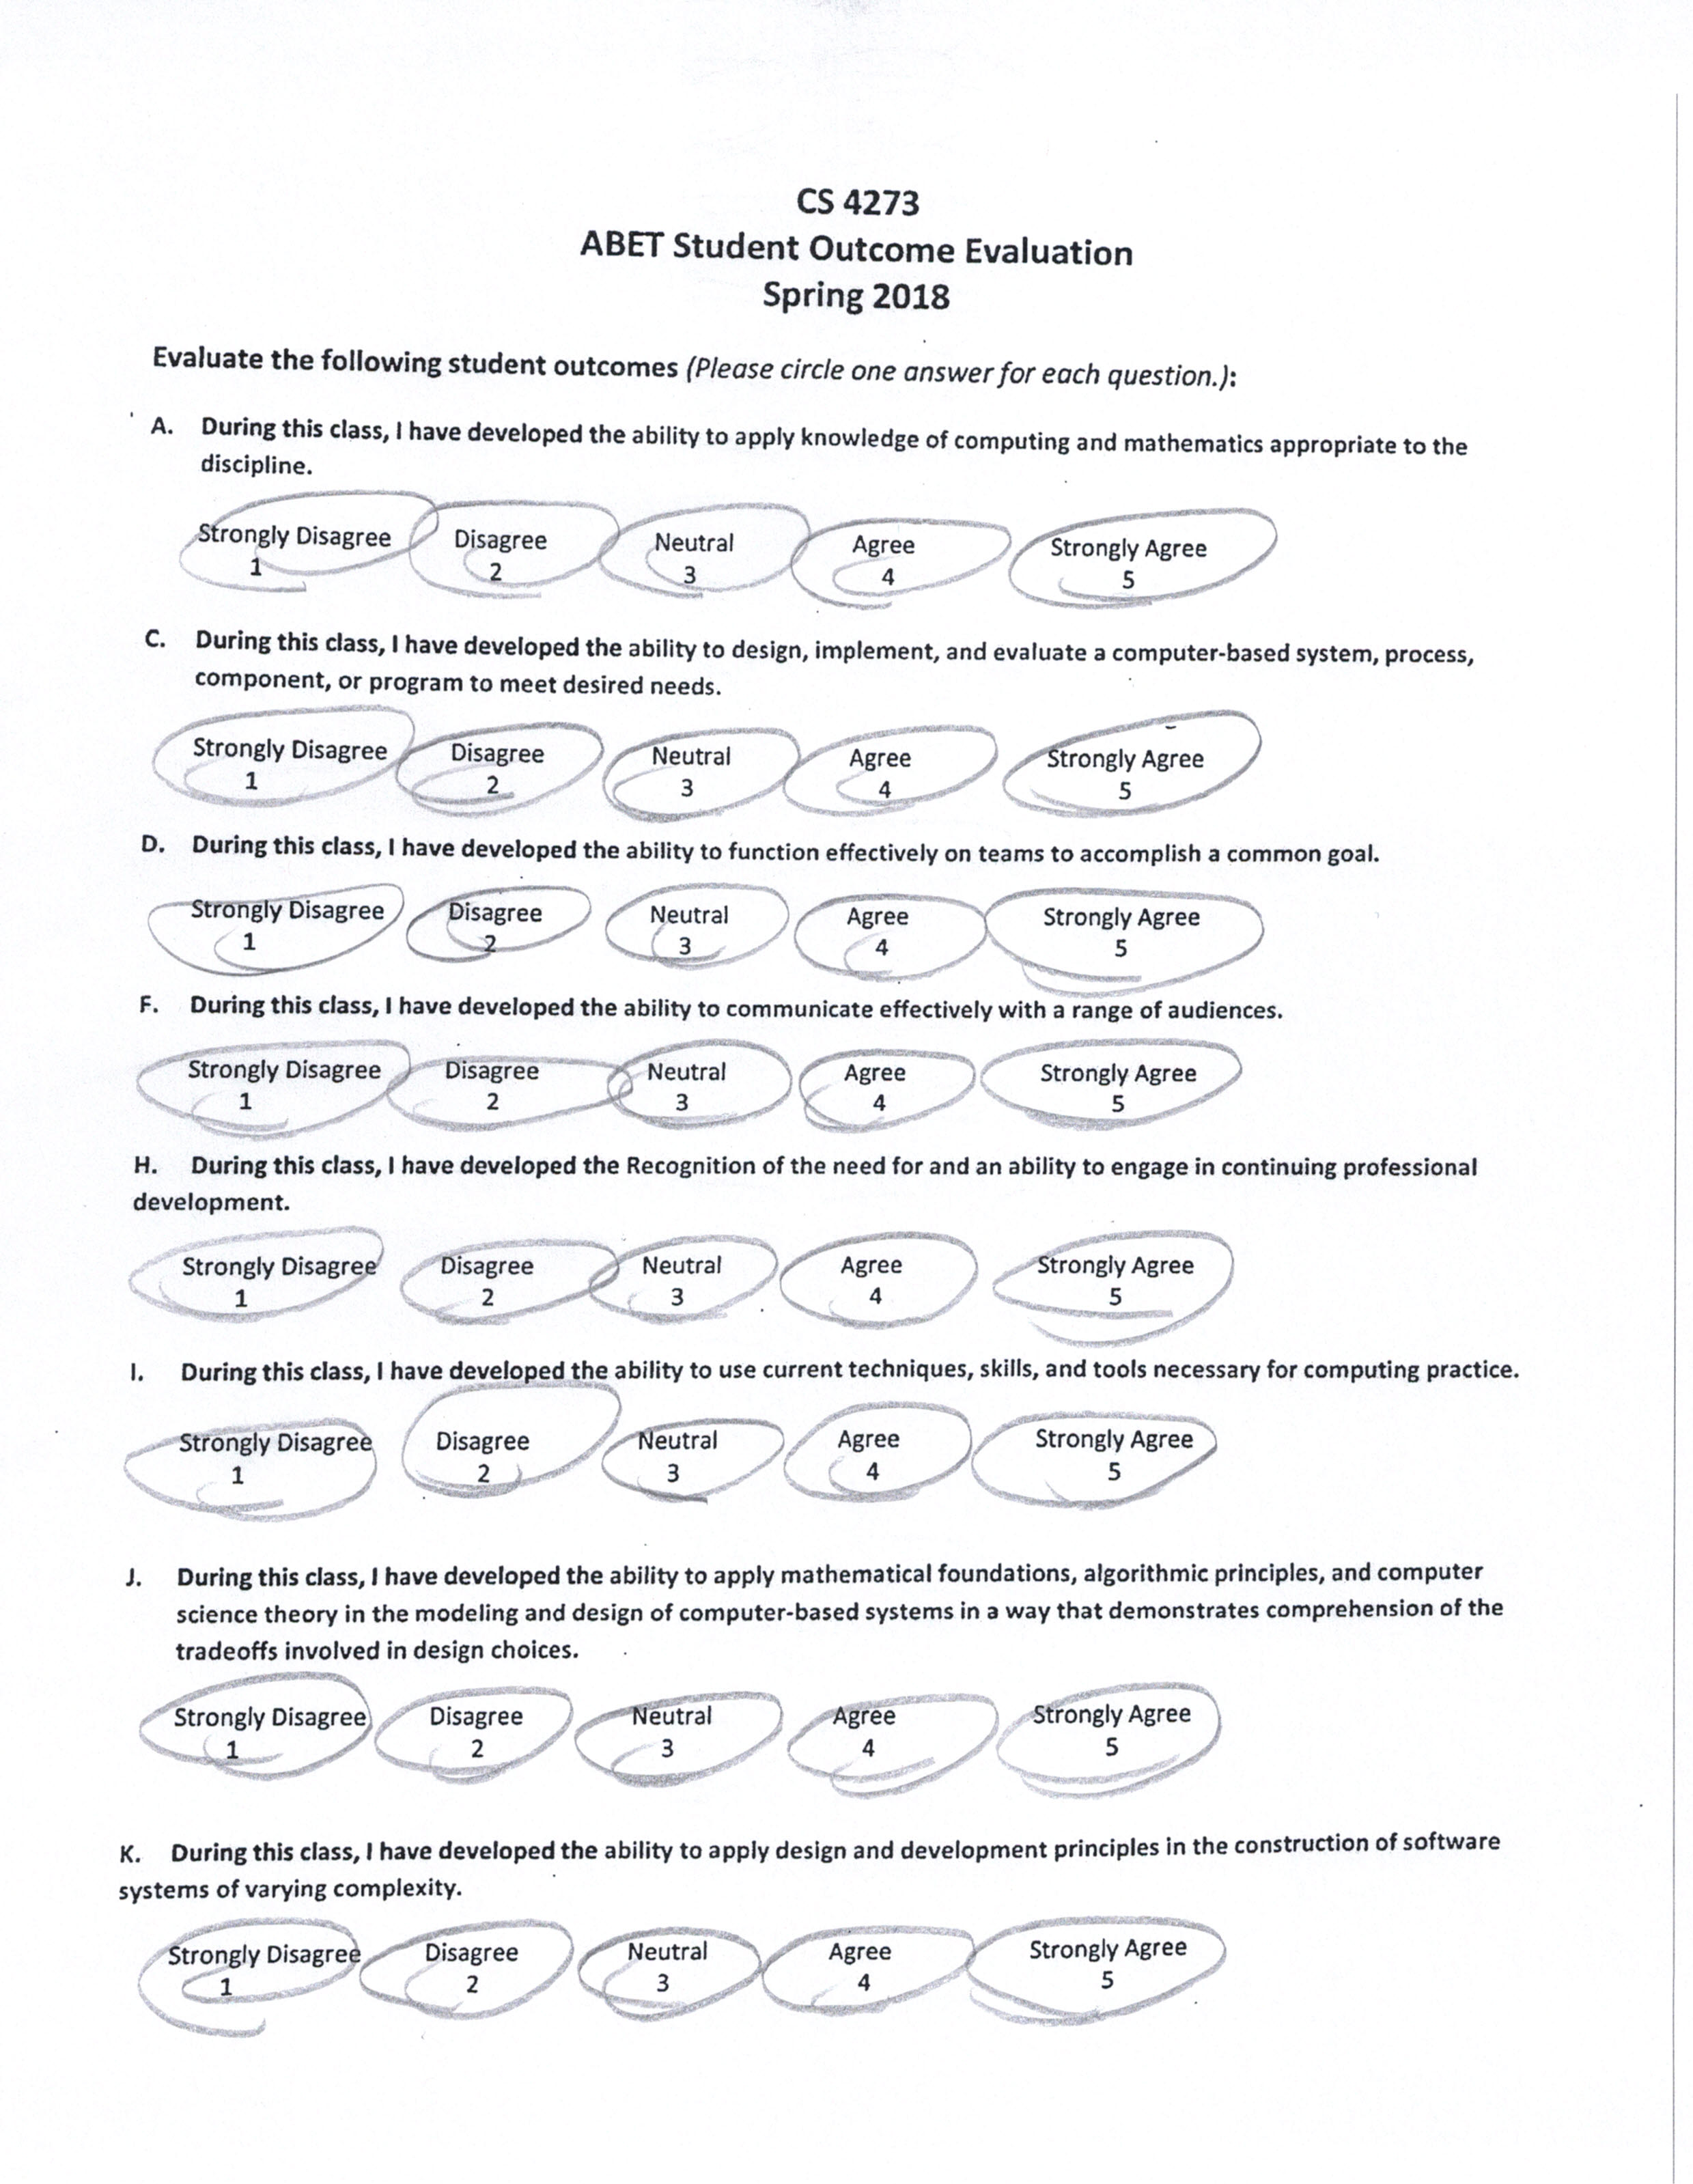 CS 4273
ABET Student Outcome Evaluation
Spring 2018
Evaluate the following student outcomes (Please circle one answer for each question.):
A. During this class, I have developed the ability to apply knowledge of computing and mathematics appropriate to the
discipline.
Strongly Disagree Disagree Neutral Agree Strongly Agree
1 2 3 4 5
C. During this class, I have developed the ability to design, implement, and evaluate a computer-based system, process,
component, or program to meet desired needs.
Strongly Disagree Disagree Neutral Agree Strongly Agree
1 2 3 4 5
D. During this class, I have developed the ability to function effectively on teams to accomplish a common goal.
Strongly Disagree Disagree Neutral Agree Strongly Agree
1 2 3 4 5
F. During this class, I have developed the ability to communicate effectively with a range of audiences.
Strongly Disagree Disagree Neutral Agree Strongly Agree
1 2 3 4 5
H. During this class, I have developed the Recognition of the need for and an ability to engage in continuing professional
development.
Strongly Disagree Disagree Neutral Agree Strongly Agree
1 2 3 4 5
I. During this class, I have developed the ability to use current techniques, skills, and tools necessary for computing practice.
Strongly Disagree Disagree Neutral Agree Strongly Agree
1 2 3 4 5
J. During this class, I have developed the ability to apply mathematical foundations, algorithmic principles, and computer
science theory in the modeling and design of computer-based systems in a way that demonstrates comprehension of the
tradeoffs involved in design choices.
Strongly Disagree Disagree Neutral Agree Strongly Agree
1 2 3 4 5
K. During this class, I have developed the ability to apply design and development principles in the construction of software
systems of varying complexity.
Strongly Disagree Disagree Neutral Agree Strongly Agree
1 2 3 4 5